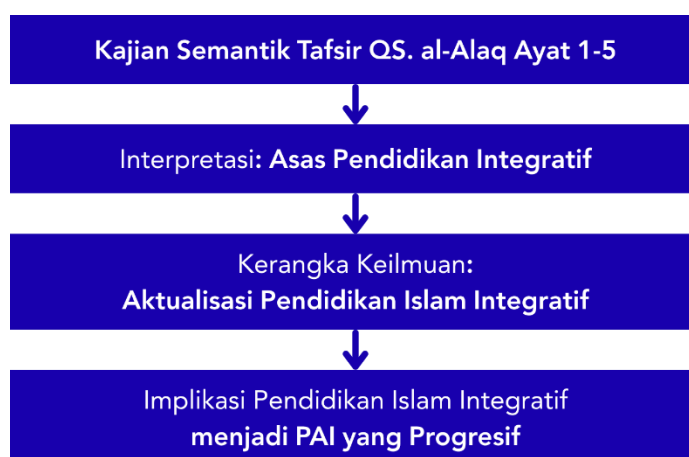 Kajian Semantik Tafsir QS. al-Alaq Ayat 1-5
Interpretasi: Asas Pendidikan Integratif
Kerangka Keilmuan:
Aktualisasi Pendidikan Islam Integratif
Implikasi Pendidikan Islam Integratif
menjadi PAI yang Progresif